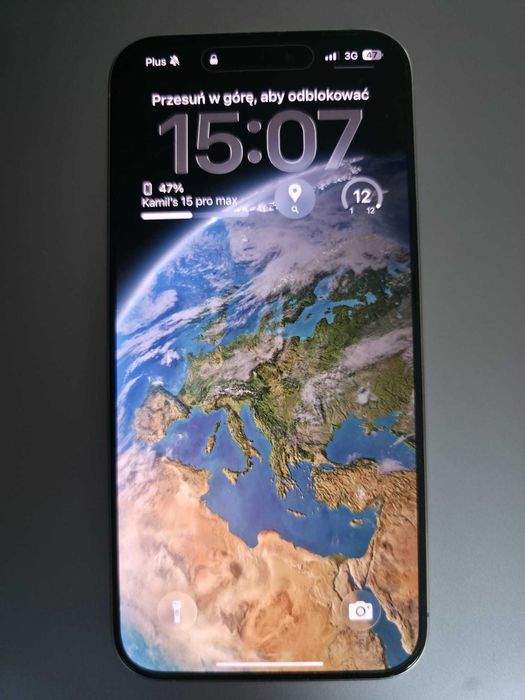 Plus 3G 47
Przesuń w górę, aby odblokować
15:07
47%
Kamil's 15 pro max
12
1 12